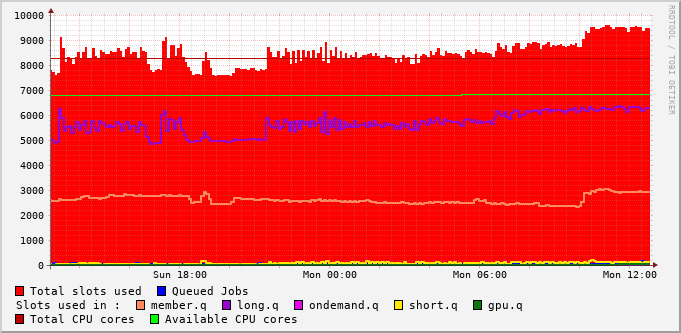 RRDTOOL / TOBI OETIKER
10000
9000
8000
7000
6000
5000
4000
3000
2000
1000
0
Sun 18:00 Mon 00:00 Mon 06:00 Mon 12:00
Total slots used Queued Jobs
Slots used in : member.q long.q ondemand.q short.q gpu.q
Total CPU cores Available CPU cores